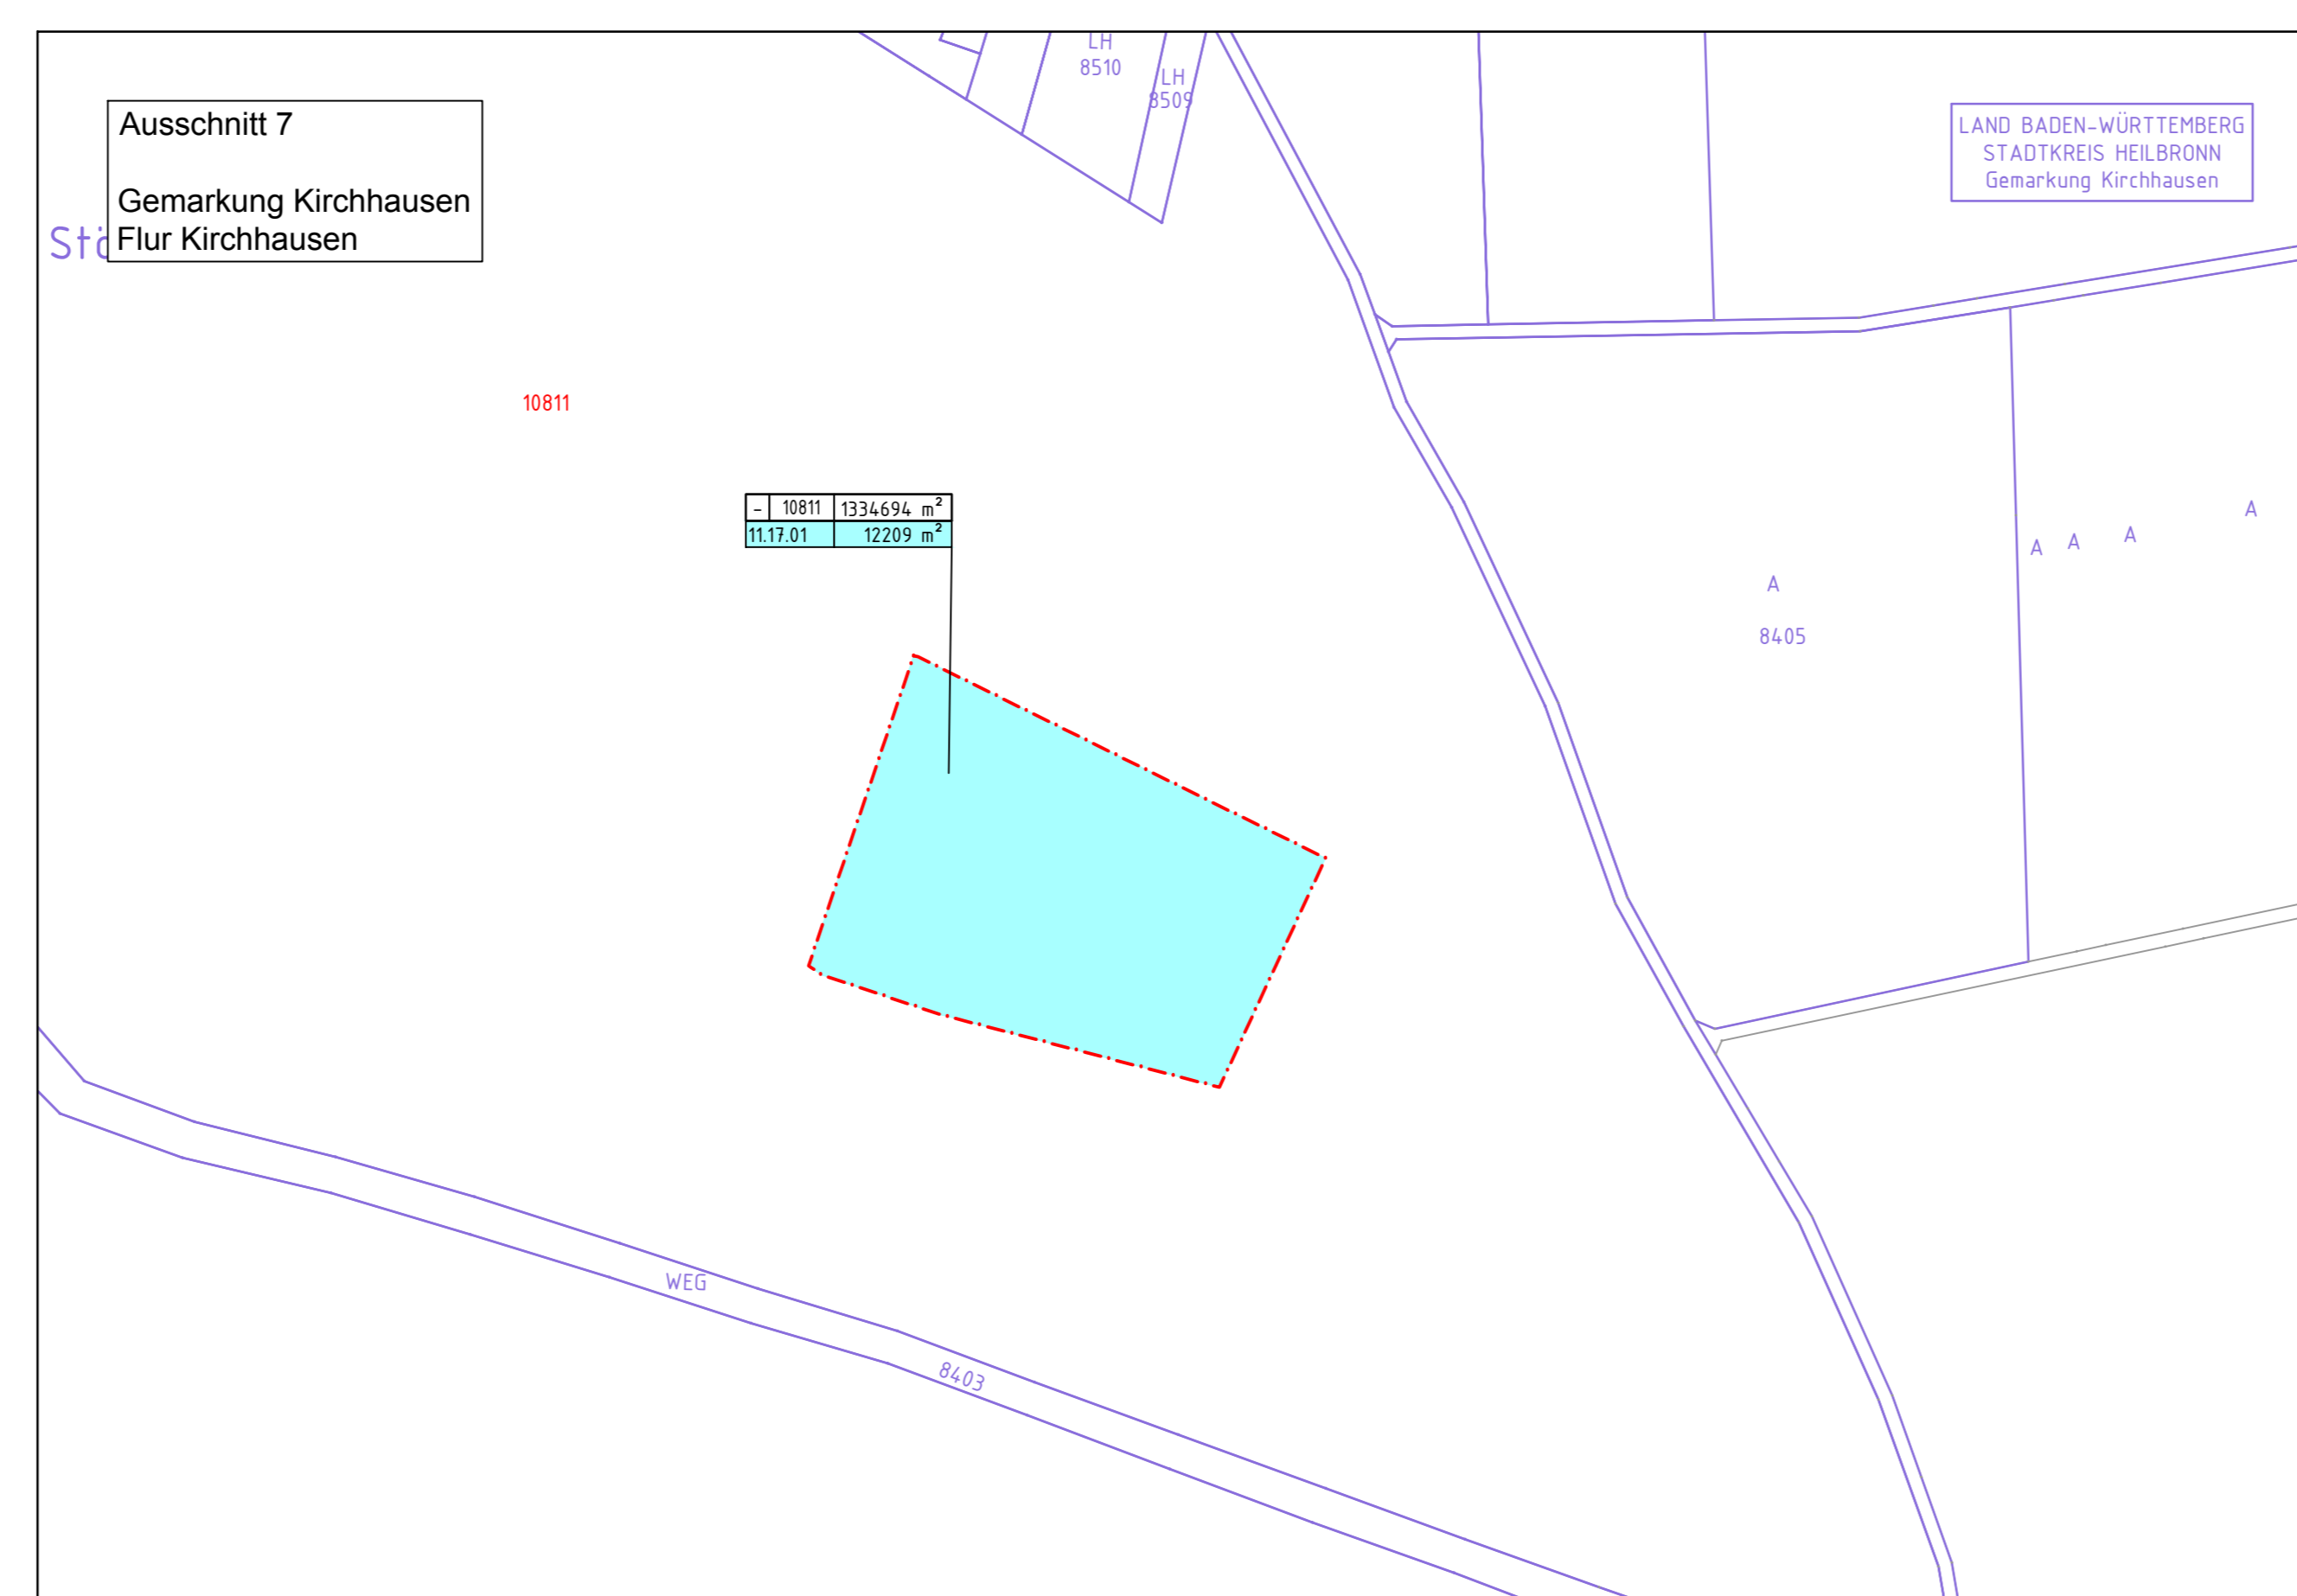 LH
8510
LH
8509
Ausschnitt 7
Gemarkung Kirchhausen
Flur Kirchhausen
LAND BADEN-WÜRTTEMBERG
STADTKREIS HEILBRONN
Gemarkung Kirchhausen
10811
- 10811 1334694 m²
11.17.01 12209 m²
A A A A
A
8405
WEG
8403